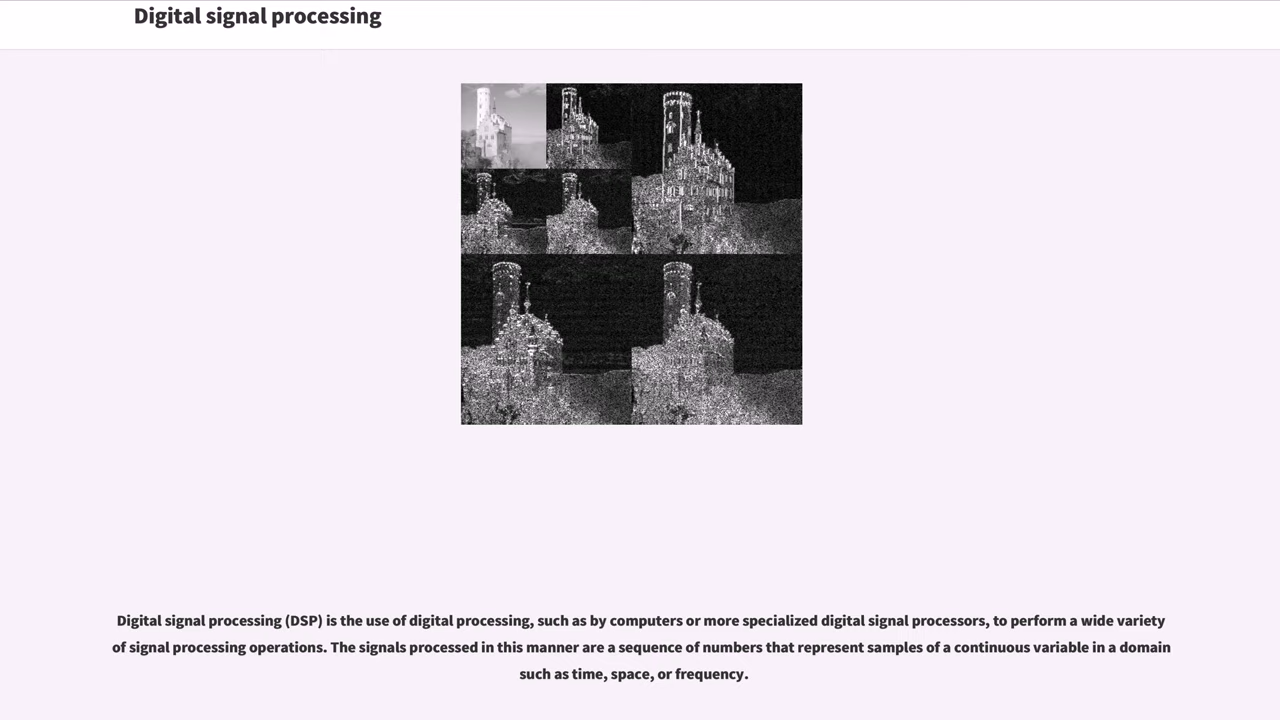 Digital signal processing
Digital signal processing (DSP) is the use of digital processing, such as by computers or more specialized digital signal processors, to perform a wide variety
of signal processing operations. The signals processed in this manner are a sequence of numbers that represent samples of a continuous variable in a domain
such as time, space, or frequency.